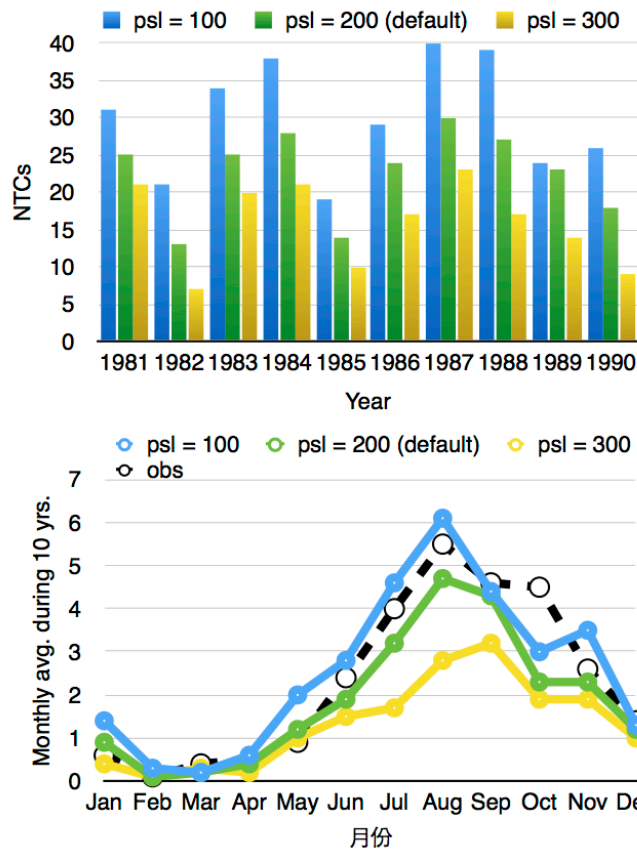 psl = 100 psl = 200 (default) psl = 300
40
35
30
25
20
15
10
5
0
NTCs
1981 1982 1983 1984 1985 1986 1987 1988 1989 1990
Year
psl = 100 psl = 200 (default) psl = 300
obs
7
6
5
4
3
2
1
0
Monthly avg. during 10 yrs.
Jan Feb Mar Apr May Jun Jul Aug Sep Oct Nov De
月份